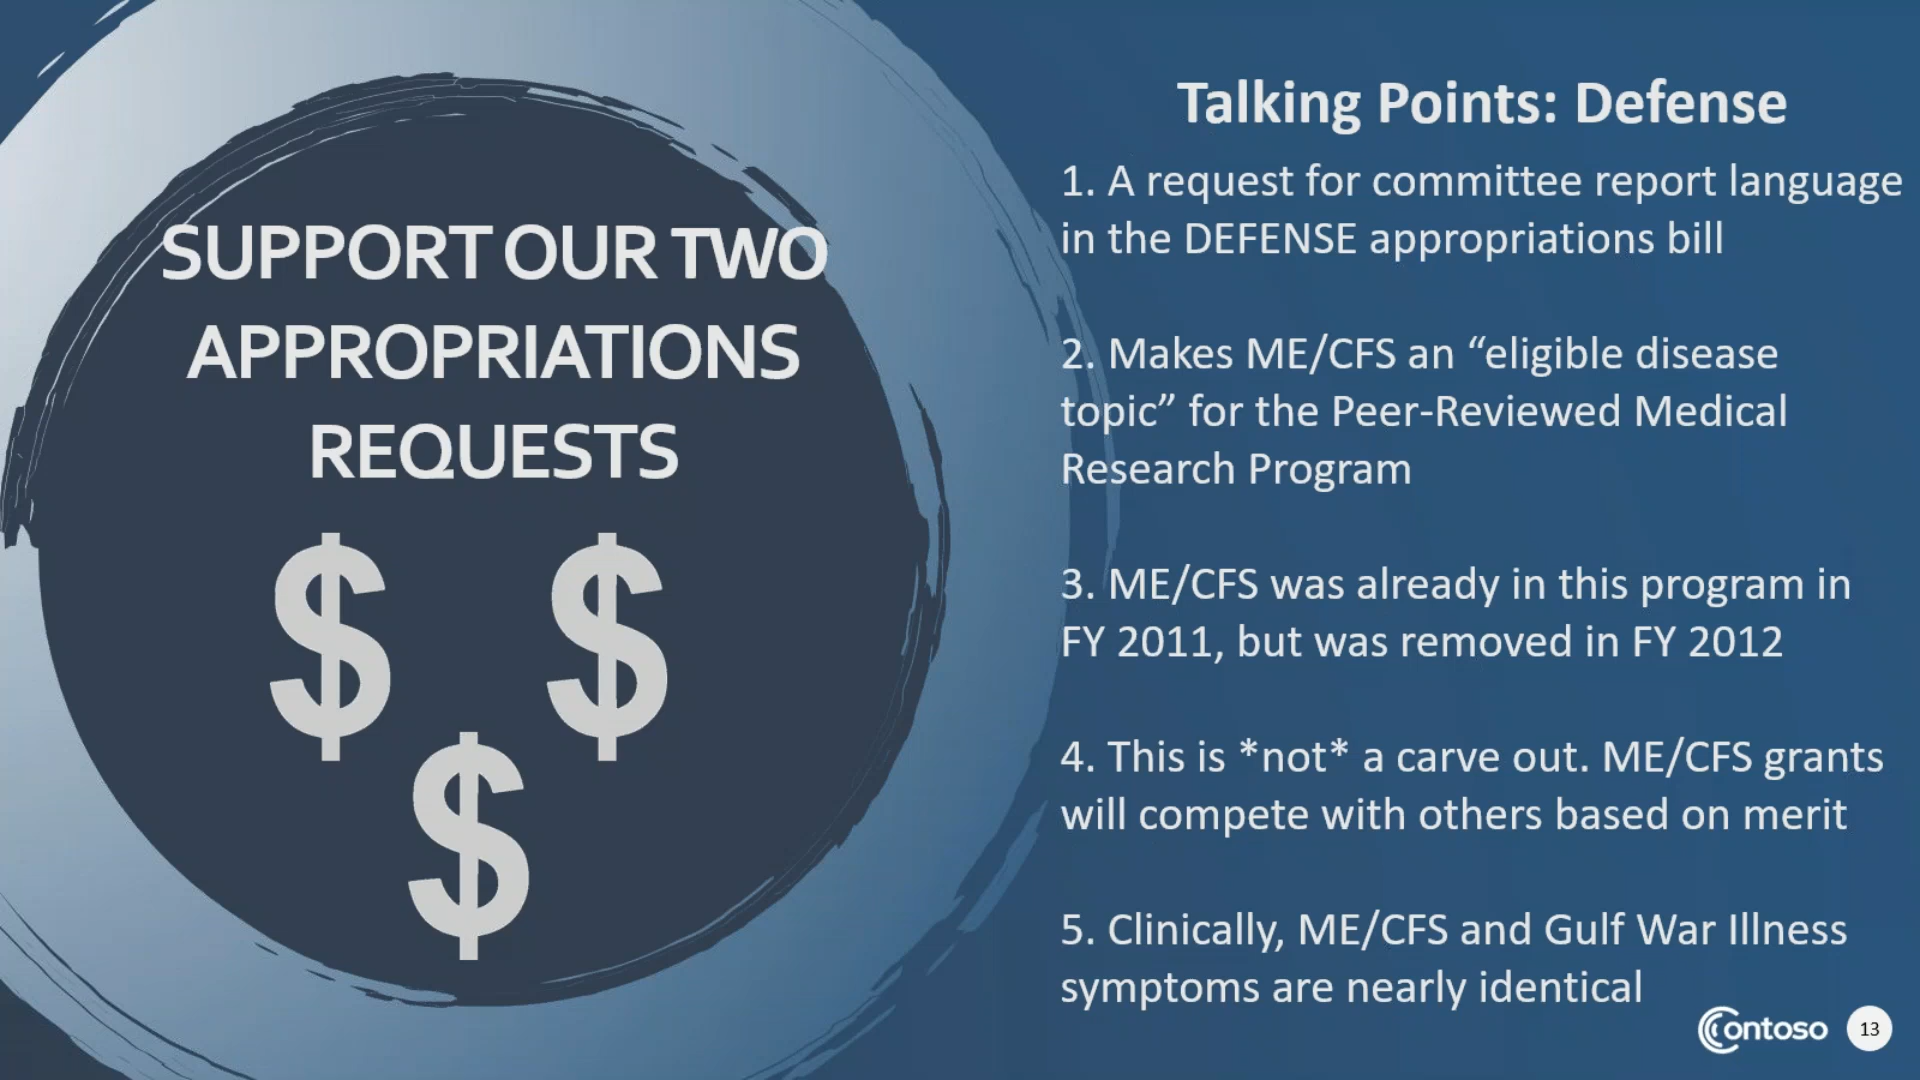 SUPPORT OUR TWO
APPROPRIATIONS
REQUESTS
$ $
$
Talking Points: Defense
1. A request for committee report language
in the DEFENSE appropriations bill
2. Makes ME/CFS an “eligible disease
topic” for the Peer-Reviewed Medical
Research Program
3. ME/CFS was already in this program in
FY 2011, but was removed in FY 2012
4. This is *not* a carve out. ME/CFS grants
will compete with others based on merit
5. Clinically, ME/CFS and Gulf War Illness
symptoms are nearly identical
Contoso
13